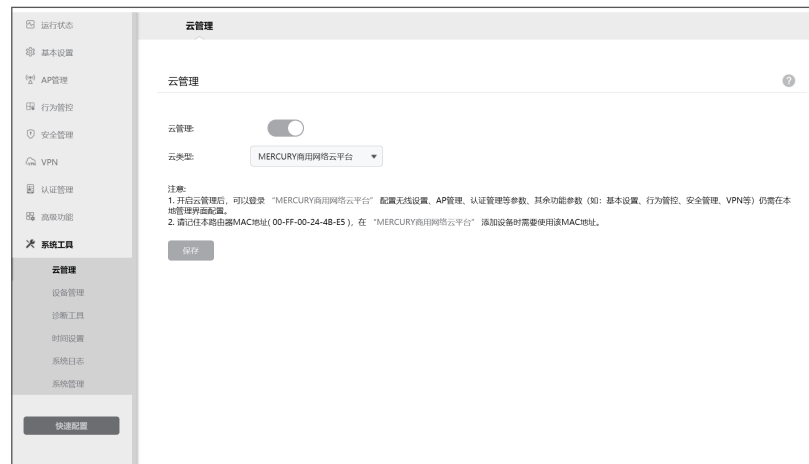 运行状态
基本设置
AP管理
行为管控
安全管理
VPN
认证管理
高级功能
系统工具
云管理
设备管理
诊断工具
时间设置
系统日志
系统管理
快速配置
云管理
云管理
云管理:
云类型:
MERCURY商用网络云平台
注意:
1. 开启云管理后，可以登录 “MERCURY商用网络云平台” 配置无线设置、AP管理、认证管理等参数、其余功能参数（如：基本设置、行为管控、安全管理、VPN等）仍需在本
地管理界面配置。
2. 请记住本路由器MAC地址( 00-FF-00-24-4B-E5 )，在 “MERCURY商用网络云平台” 添加设备时需要使用该MAC地址。
保存